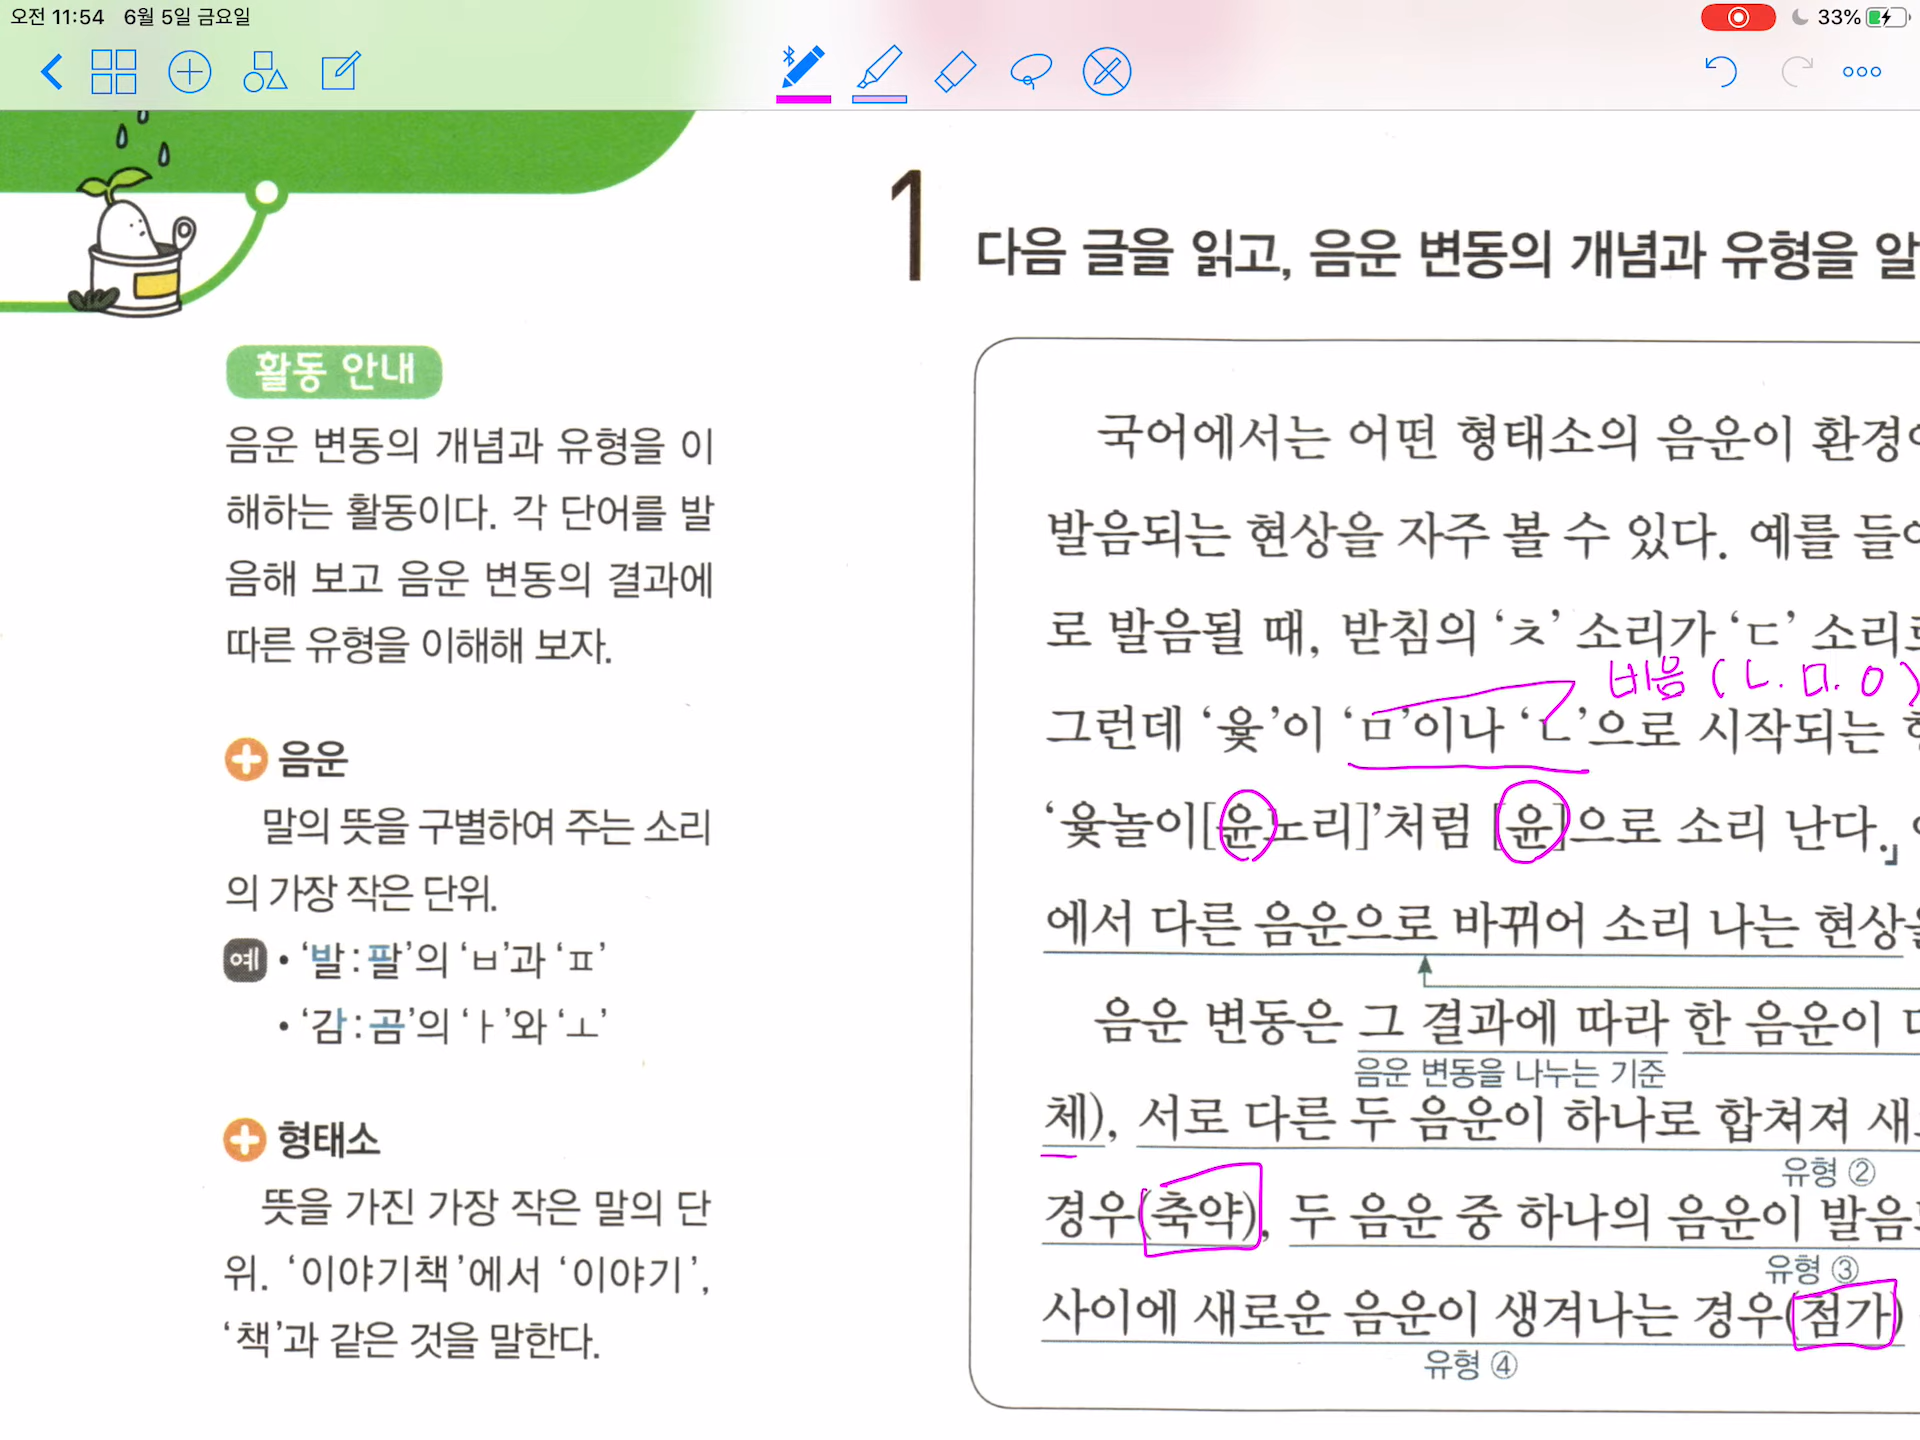 오전 11:54 6월 5일 금요일
33%
1
다음 글을 읽고, 음운 변동의 개념과 유형을 알
활동 안내
음운 변동의 개념과 유형을 이
해하는 활동이다. 각 단어를 발
음해 보고 음운 변동의 결과에
따른 유형을 이해해 보자.
음운
말의 뜻을 구별하여 주는 소리
의 가장 작은 단위.
예 • ‘발 : 팔’의 ‘ㅂ’과 ‘ㅍ’
• ‘감 : 곰’의 ‘ㅏ’와 ‘ㅗ’
형태소
뜻을 가진 가장 작은 말의 단
위. ‘이야기책’에서 ‘이야기’,
‘책’과 같은 것을 말한다.
국어에서는 어떤 형태소의 음운이 환경에
발음되는 현상을 자주 볼 수 있다. 예를 들어
로 발음될 때, 받침의 ‘ㅊ’ 소리가 ‘ㄷ’ 소리로
비음 (ㄴ.ㅁ.ㅇ)
그런데 ‘윷’이 ‘ㅁ’이나 ‘ㄴ’으로 시작되는
‘윷놀이[윤노리]’처럼 [윤]으로 소리 난다.」
에서 다른 음운으로 바뀌어 소리 나는 현상을
음운 변동은 그 결과에 따라 한 음운이 다
음운 변동을 나누는 기준
체), 서로 다른 두 음운이 하나로 합쳐져 새로
유형 ②
경우(축약), 두 음운 중 하나의 음운이 발음되
유형 ③
사이에 새로운 음운이 생겨나는 경우(첨가)
유형 ④